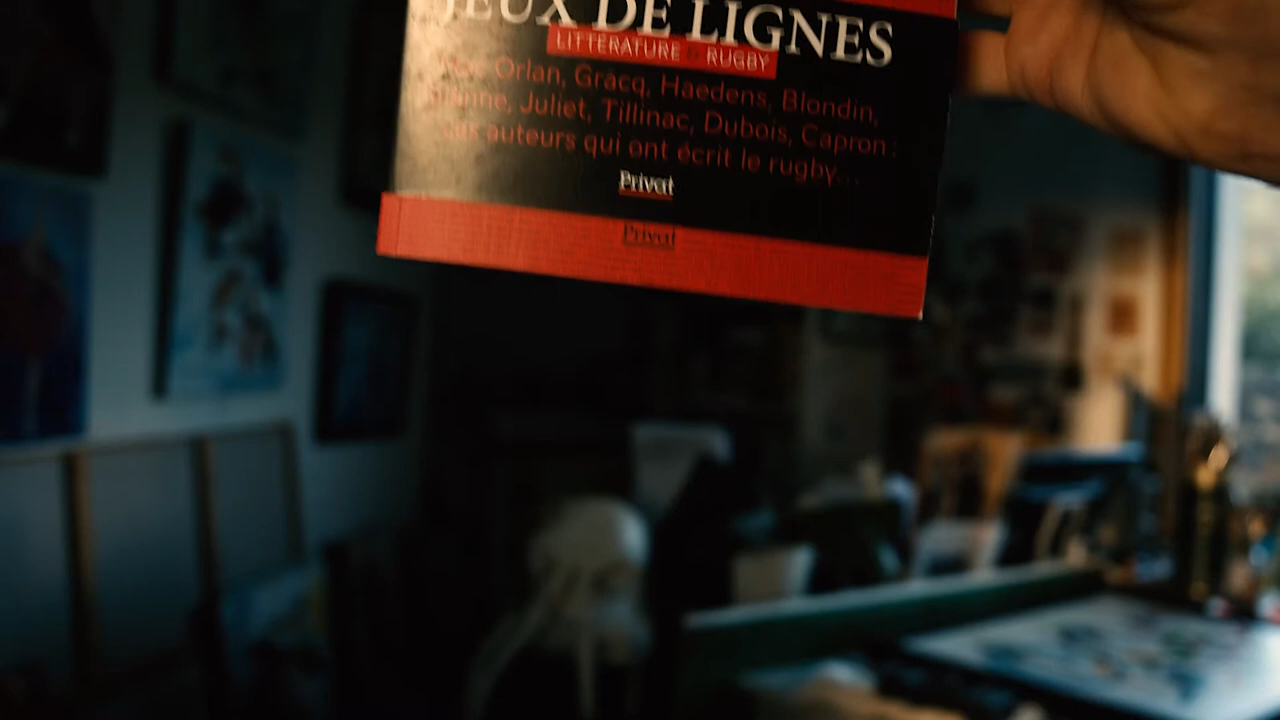 JEUX DE LIGNES
LITTÉRATURE & RUGBY
Orlan, Gracq, Haedens, Blondin,
Juliet, Tillinac, Dubois, Capron :
auteurs qui ont écrit le rugby...
Privat
Privat